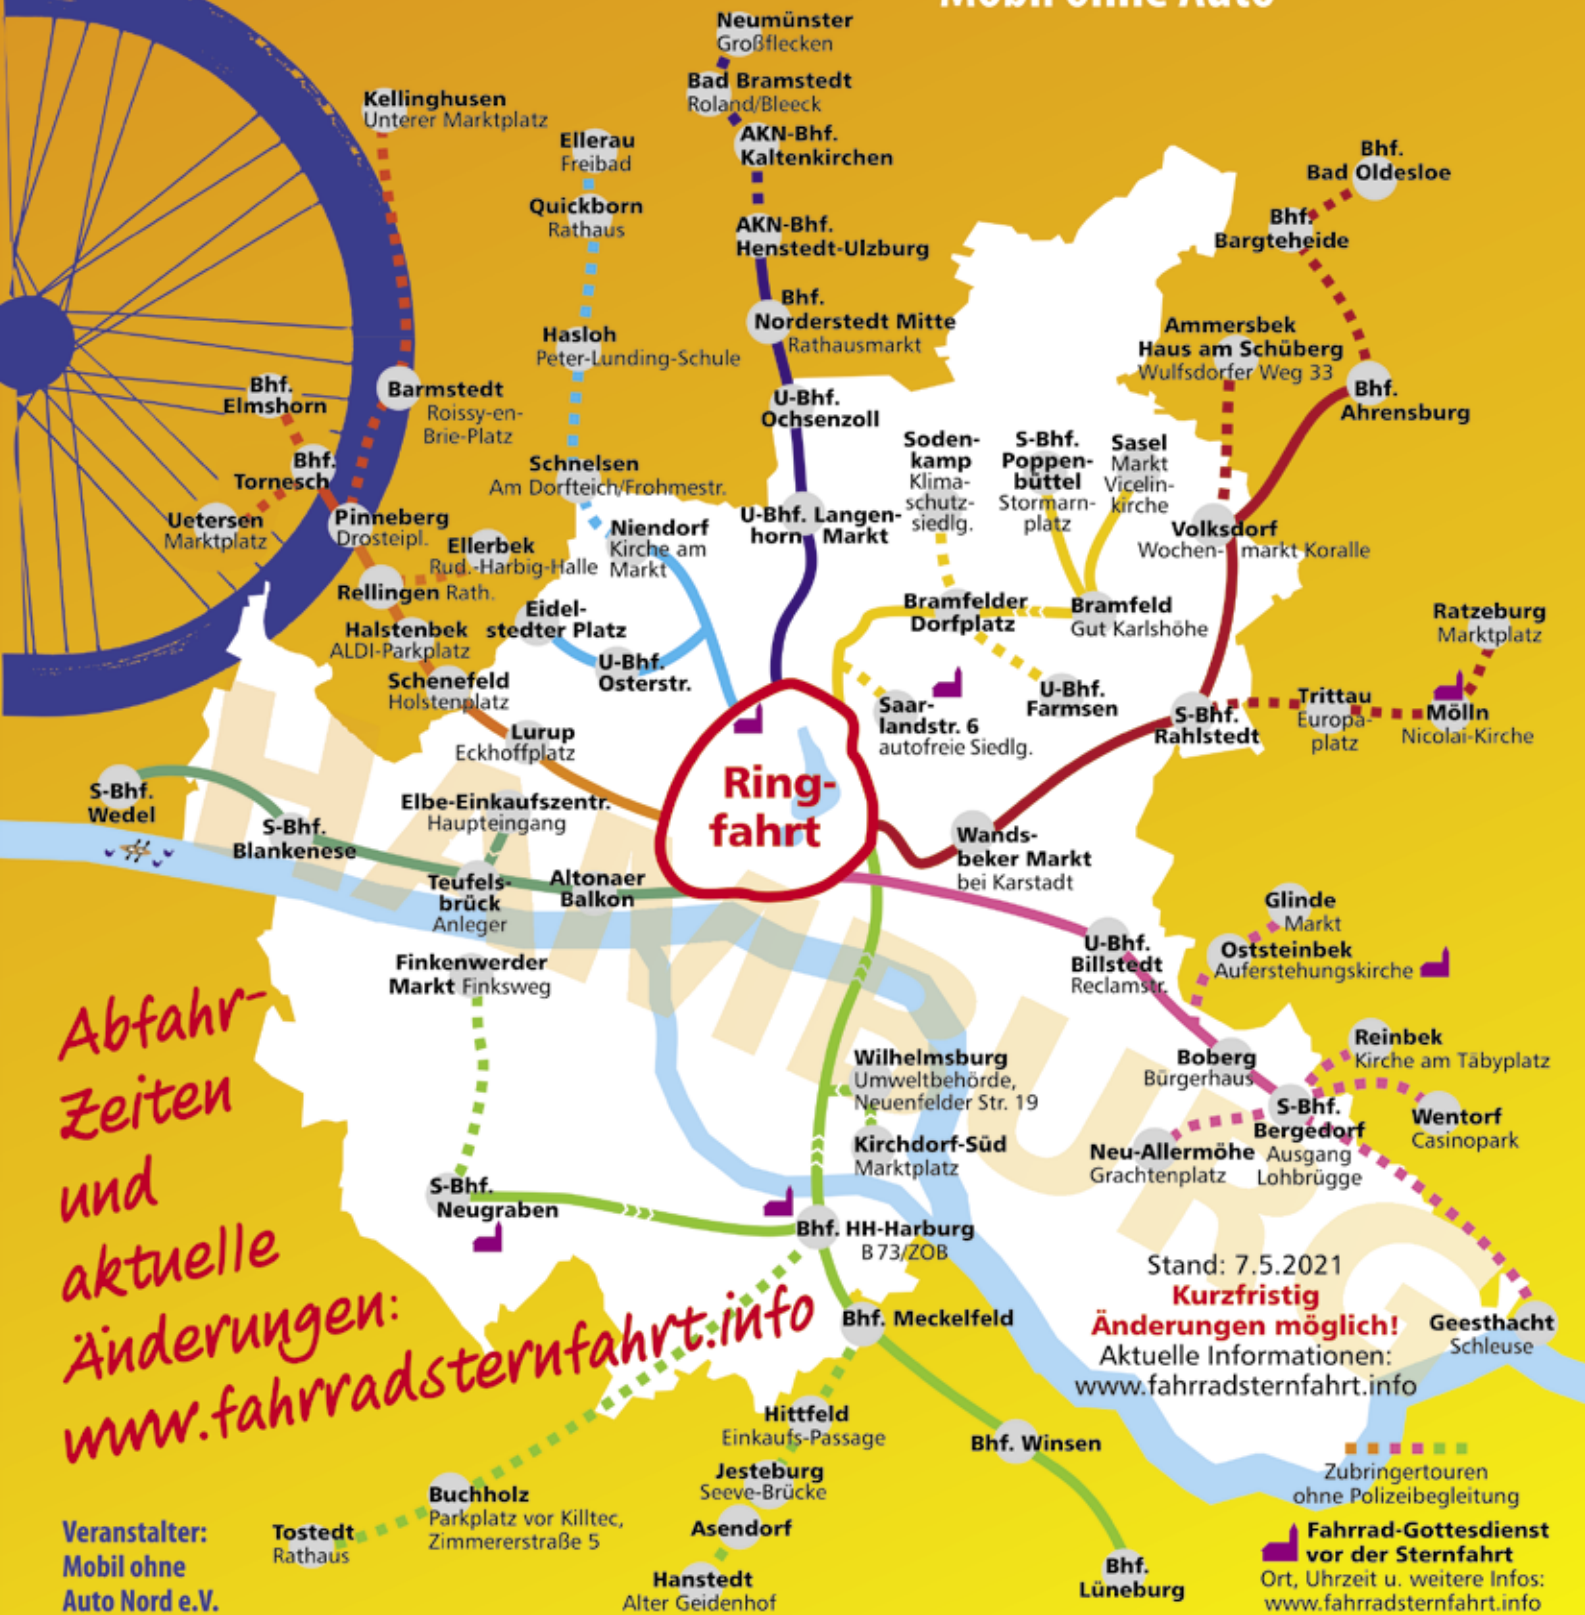 Mobil ohne Auto
Neumünster
Großflecken
Bad Bramstedt
Roland/Bleeck
AKN-Bhf.
Kaltenkirchen
AKN-Bhf.
Henstedt-Ulzburg
Bhf.
Norderstedt Mitte
Rathausmarkt
U-Bhf.
Ochsenzoll
U-Bhf. Langen-
horn Markt
Kellinghusen
Unterer Marktplatz
Barmstedt
Roissy-en-
Brie-Platz
Bhf.
Elmshorn
Bhf.
Tornesch
Uetersen
Marktplatz
Pinneberg
Drosteipl.
Ellerbek
Rud.-Harbig-Halle
Rellingen Rath.
Halstenbek
ALDI-Parkplatz
Schenefeld
Holstenplatz
Lurup
Eckhoffplatz
Ellerau
Freibad
Quickborn
Rathaus
Hasloh
Peter-Lunding-Schule
Schnelsen
Am Dorfteich/Frohmestr.
Niendorf
Kirche am
Markt
Eidel-
stedter Platz
U-Bhf.
Osterstr.
Bhf.
Bad Oldesloe
Bhf.
Bargteheide
Ammersbek
Haus am Schüberg
Wulfsdorfer Weg 33
Bhf.
Ahrensburg
Soden-
kamp
Klima-
schutz-
siedlg.
S-Bhf.
Poppen-
büttel
Stormarn-
platz
Sasel
Markt
Vicelin-
kirche
Volksdorf
Wochen-markt Koralle
Bramfelder
Dorfplatz
Bramfeld
Gut Karlshöhe
U-Bhf.
Farmsen
Saar-
landstr. 6
autofreie Siedlg.
S-Bhf.
Rahlstedt
Ratzeburg
Marktplatz
Trittau
Europa-
platz
Mölln
Nicolai-Kirche
Ring-
fahrt
Wands-
beker Markt
bei Karstadt
HAMBURG
S-Bhf.
Wedel
S-Bhf.
Blankenese
Elbe-Einkaufszentr.
Haupteingang
Teufels-
brück
Anleger
Altonaer
Balkon
Finkenwerder
Markt Finksweg
Glinde
Markt
Oststeinbek
Auferstehungskirche
U-Bhf.
Billstedt
Reclamstr.
Boberg
Bürgerhaus
Reinbek
Kirche am Täbyplatz
Wentorf
Casinopark
S-Bhf.
Bergedorf
Ausgang
Lohbrügge
Neu-Allermöhe
Grachtenplatz
Geesthacht
Schleuse
Wilhelmsburg
Umweltbehörde,
Neuenfelder Str. 19
Kirchdorf-Süd
Marktplatz
S-Bhf.
Neugraben
Bhf. HH-Harburg
B 73/ZOB
Bhf. Meckelfeld
Hittfeld
Einkaufs-Passage
Jesteburg
Seeve-Brücke
Asendorf
Hanstedt
Alter Geidenhof
Bhf. Winsen
Bhf.
Lüneburg
Buchholz
Parkplatz vor Killtec,
Zimmererstraße 5
Tostedt
Rathaus
Abfahr-
Zeiten
und
aktuelle
Änderungen:
www.fahrradsternfahrt.info
Veranstalter:
Mobil ohne
Auto Nord e.V.
Stand: 7.5.2021
Kurzfristig
Änderungen möglich!
Aktuelle Informationen:
www.fahrradsternfahrt.info
Zubringertouren
ohne Polizeibegleitung
Fahrrad-Gottesdienst
vor der Sternfahrt
Ort, Uhrzeit u. weitere Infos:
www.fahrradsternfahrt.info